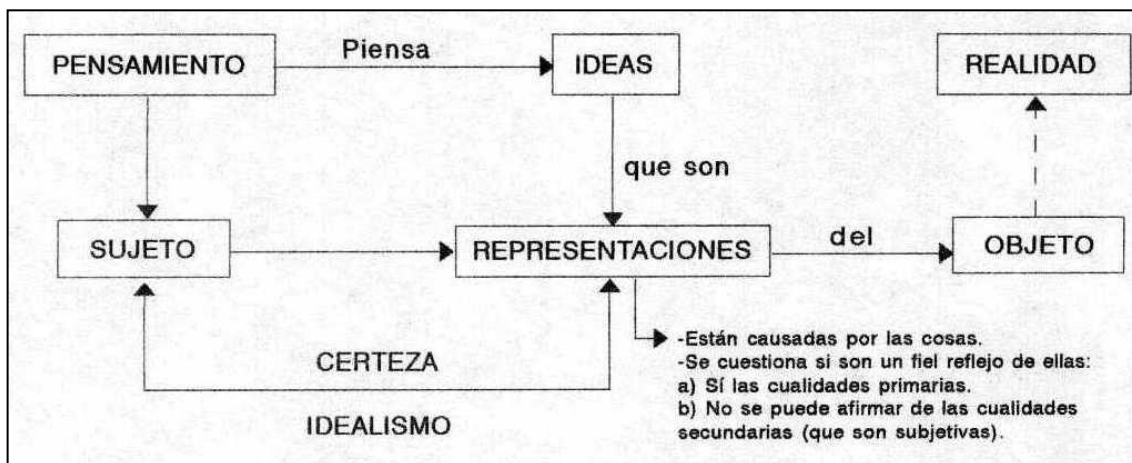 PENSAMIENTO
Piensa
IDEAS
REALIDAD
que son
SUJETO
REPRESENTACIONES
del
OBJETO
CERTEZA
IDEALISMO
-Están causadas por las cosas.
-Se cuestiona si son un fiel reflejo de ellas:
a) Sí las cualidades primarias.
b) No se puede afirmar de las cualidades
secundarias (que son subjetivas).